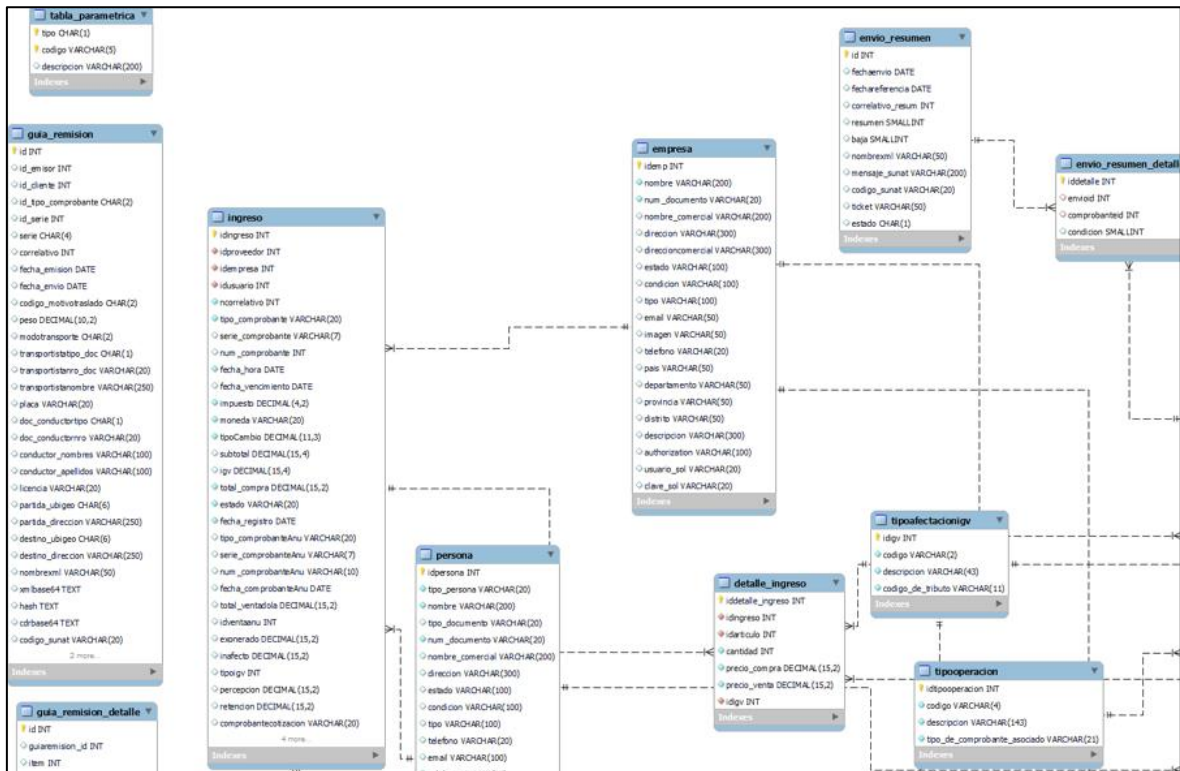 tabla_parametrica
tipo CHAR(1)
codigo VARCHAR(5)
descripcion VARCHAR(200)
Indexes
guia_remision
id INT
id_emisor INT
id_cliente INT
id_tipo_comprobante CHAR(2)
id_serie INT
serie CHAR(4)
correlativo INT
fecha_emision DATE
fecha_envio DATE
codigo_motivotraslado CHAR(2)
peso DECIMAL(10,2)
modotransporte CHAR(2)
transportistatipo_doc CHAR(1)
transportistanro_doc VARCHAR(20)
transportistanombre VARCHAR(250)
placa VARCHAR(20)
doc_conductortipo CHAR(1)
doc_conductornro VARCHAR(20)
conductor_nombres VARCHAR(100)
conductor_apellidos VARCHAR(100)
licencia VARCHAR(20)
partida_ubigeo CHAR(6)
partida_direccion VARCHAR(250)
destino_ubigeo CHAR(6)
destino_direccion VARCHAR(250)
nombrexml VARCHAR(50)
xmlbase64 TEXT
hash TEXT
cdrbase64 TEXT
codigo_sunat VARCHAR(20)
2 more...
guia_remision_detalle
id INT
guiaremision_id INT
item INT
ingreso
idingreso INT
idproveedor INT
idempresa INT
idusuario INT
ncorrelativo INT
tipo_comprobante VARCHAR(20)
serie_comprobante VARCHAR(7)
num_comprobante INT
fecha_hora DATE
fecha_vencimiento DATE
impuesto DECIMAL(4,2)
moneda VARCHAR(20)
tipoCambio DECIMAL(11,3)
subtotal DECIMAL(15,4)
igv DECIMAL(15,4)
total_compra DECIMAL(15,2)
estado VARCHAR(20)
fecha_registro DATE
tipo_comprobanteAnu VARCHAR(20)
serie_comprobanteAnu VARCHAR(7)
num_comprobanteAnu VARCHAR(10)
fecha_comprobanteAnu DATE
total_ventadola DECIMAL(15,2)
idventaanu INT
exonerado DECIMAL(15,2)
inafecto DECIMAL(15,2)
tipoigv INT
percepcion DECIMAL(15,2)
retencion DECIMAL(15,2)
comprobantecotizacion VARCHAR(20)
4 more...
Indexes
persona
idpersona INT
tipo_persona VARCHAR(20)
nombre VARCHAR(200)
tipo_documento VARCHAR(20)
num_documento VARCHAR(20)
nombre_comercial VARCHAR(200)
direccion VARCHAR(300)
estado VARCHAR(100)
condicion VARCHAR(100)
tipo VARCHAR(100)
telefono VARCHAR(20)
email VARCHAR(100)
empresa
idemp INT
nombre VARCHAR(200)
num_documento VARCHAR(20)
nombre_comercial VARCHAR(200)
direccion VARCHAR(300)
direccioncomercial VARCHAR(300)
estado VARCHAR(100)
condicion VARCHAR(100)
tipo VARCHAR(100)
email VARCHAR(50)
imagen VARCHAR(50)
telefono VARCHAR(20)
pais VARCHAR(50)
departamento VARCHAR(50)
provincia VARCHAR(50)
distrito VARCHAR(50)
descripcion VARCHAR(300)
authorization VARCHAR(100)
usuario_sol VARCHAR(20)
clave_sol VARCHAR(20)
Indexes
detalle_ingreso
iddetalle_ingreso INT
idingreso INT
idarticulo INT
cantidad INT
precio_compra DECIMAL(15,2)
precio_venta DECIMAL(15,2)
idigv INT
Indexes
envio_resumen
id INT
fechaenvio DATE
fechareferencia DATE
correlativo_resum INT
resumen SMALLINT
baja SMALLINT
nombrexml VARCHAR(50)
mensaje_sunat VARCHAR(200)
codigo_sunat VARCHAR(20)
ticket VARCHAR(50)
estado CHAR(1)
Indexes
envio_resumen_detall
iddetalle INT
envioid INT
comprobanteid INT
condicion SMALLINT
Indexes
tipoafectacionigv
idigv INT
codigo VARCHAR(2)
descripcion VARCHAR(43)
codigo_de_tributo VARCHAR(11)
Indexes
tipooperacion
idtipooperacion INT
codigo VARCHAR(4)
descripcion VARCHAR(143)
tipo_de_comprobante_asociado VARCHAR(21)
Indexes